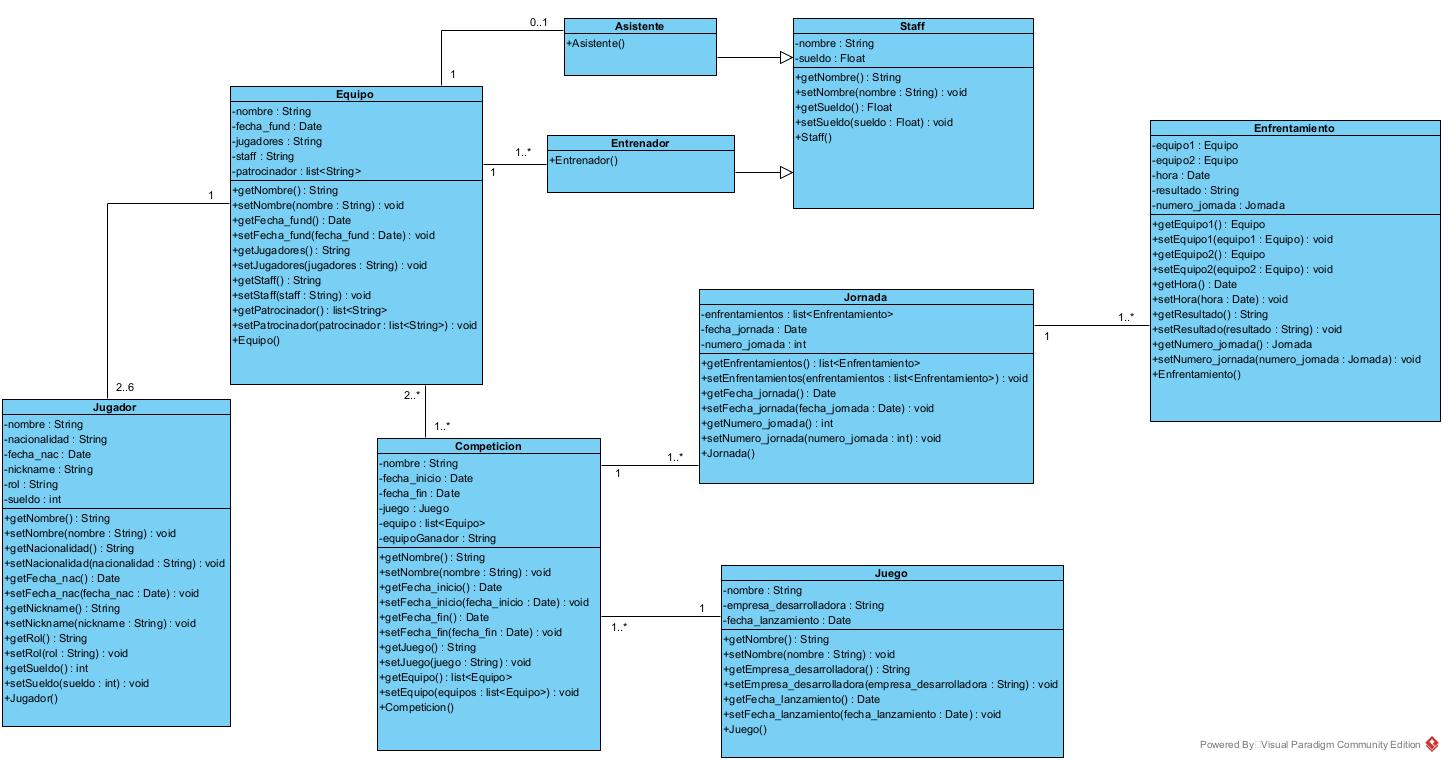 0..1
1
Asistente
+Asistente()
Staff
-nombre : String
-sueldo : Float
+getNombre() : String
+setNombre(nombre : String) : void
+getSueldo() : Float
+setSueldo(sueldo : Float) : void
+Staff()
Equipo
-nombre : String
-fecha_fund : Date
-jugadores : String
-staff : String
-patrocinador : list<String>
+getNombre() : String
+setNombre(nombre : String) : void
+getFecha_fund() : Date
+setFecha_fund(fecha_fund : Date) : void
+getJugadores() : String
+setJugadores(jugadores : String) : void
+getStaff() : String
+setStaff(staff : String) : void
+getPatrocinador() : list<String>
+setPatrocinador(patrocinador : list<String>) : void
+Equipo()
1..*
1
Entrenador
+Entrenador()
Enfrentamiento
-equipo1 : Equipo
-equipo2 : Equipo
-hora : Date
-resultado : String
-numero_jornada : Jornada
+getEquipo1() : Equipo
+setEquipo1(equipo1 : Equipo) : void
+getEquipo2() : Equipo
+setEquipo2(equipo2 : Equipo) : void
+getHora() : Date
+setHora(hora : Date) : void
+getResultado() : String
+setResultado(resultado : String) : void
+getNumero_jornada() : Jornada
+setNumero_jornada(numero_jornada : Jornada) : void
+Enfrentamiento()
1
2..6
Jornada
-enfrentamientos : list<Enfrentamiento>
-fecha_jornada : Date
-numero_jornada : int
+getEnfrentamientos() : list<Enfrentamiento>
+setEnfrentamientos(enfrentamientos : list<Enfrentamiento>) : void
+getFecha_jornada() : Date
+setFecha_jornada(fecha_jornada : Date) : void
+getNumero_jornada() : int
+setNumero_jornada(numero_jornada : int) : void
+Jornada()
1..*
1
Jugador
-nombre : String
-nacionalidad : String
-fecha_nac : Date
-nickname : String
-rol : String
-sueldo : int
+getNombre() : String
+setNombre(nombre : String) : void
+getNacionalidad() : String
+setNacionalidad(nacionalidad : String) : void
+getFecha_nac() : Date
+setFecha_nac(fecha_nac : Date) : void
+getNickname() : String
+setNickname(nickname : String) : void
+getRol() : String
+setRol(rol : String) : void
+getSueldo() : int
+setSueldo(sueldo : int) : void
+Jugador()
2..*
1..*
Competicion
-nombre : String
-fecha_inicio : Date
-fecha_fin : Date
-juego : Juego
-equipo : list<Equipo>
-equipoGanador : String
+getNombre() : String
+setNombre(nombre : String) : void
+getFecha_inicio() : Date
+setFecha_inicio(fecha_inicio : Date) : void
+getFecha_fin() : Date
+setFecha_fin(fecha_fin : Date) : void
+getJuego() : String
+setJuego(juego : String) : void
+getEquipo() : list<Equipo>
+setEquipo(equipos : list<Equipo>) : void
+Competicion()
1..*
1
1
1..*
Juego
-nombre : String
-empresa_desarrolladora : String
-fecha_lanzamiento : Date
+getNombre() : String
+setNombre(nombre : String) : void
+getEmpresa_desarrolladora() : String
+setEmpresa_desarrolladora(empresa_desarrolladora : String) : void
+getFecha_lanzamiento() : Date
+setFecha_lanzamiento(fecha_lanzamiento : Date) : void
+Juego()
Powered By Visual Paradigm Community Edition